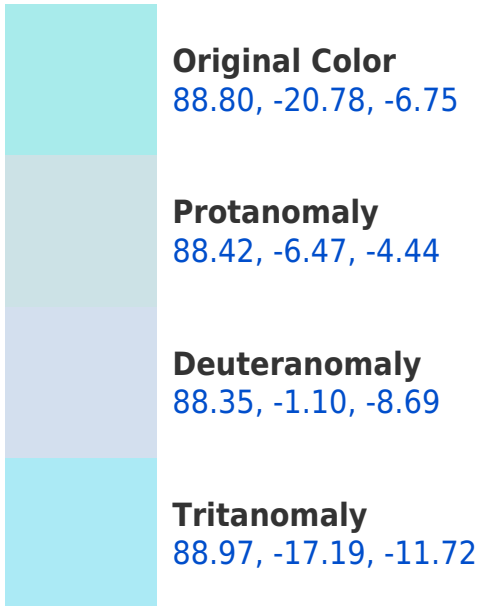 Original Color
88.80, -20.78, -6.75
Protanomaly
88.42, -6.47, -4.44
Deuteranomaly
88.35, -1.10, -8.69
Tritanomaly
88.97, -17.19, -11.72